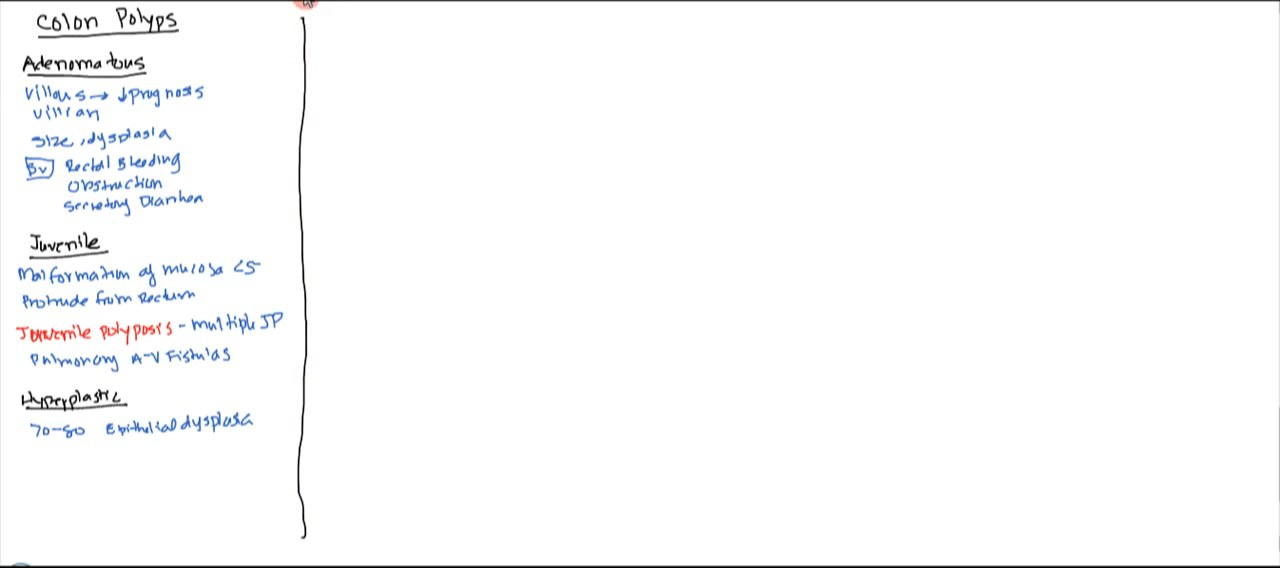 Colon Polyps
Adenomatous
Villous → ↓ prognosis
villian
Size, dysplasia
BV Rectal Bleeding
Obstruction
Secretory Diarrhea
Juvenile
Malformation of mucosa <5
Protrude from Rectum
Juvenile polyposis - multiple JP
Pulmonary A-V Fistulas
Hyperplastic
70-80 Epithelial dysplasia